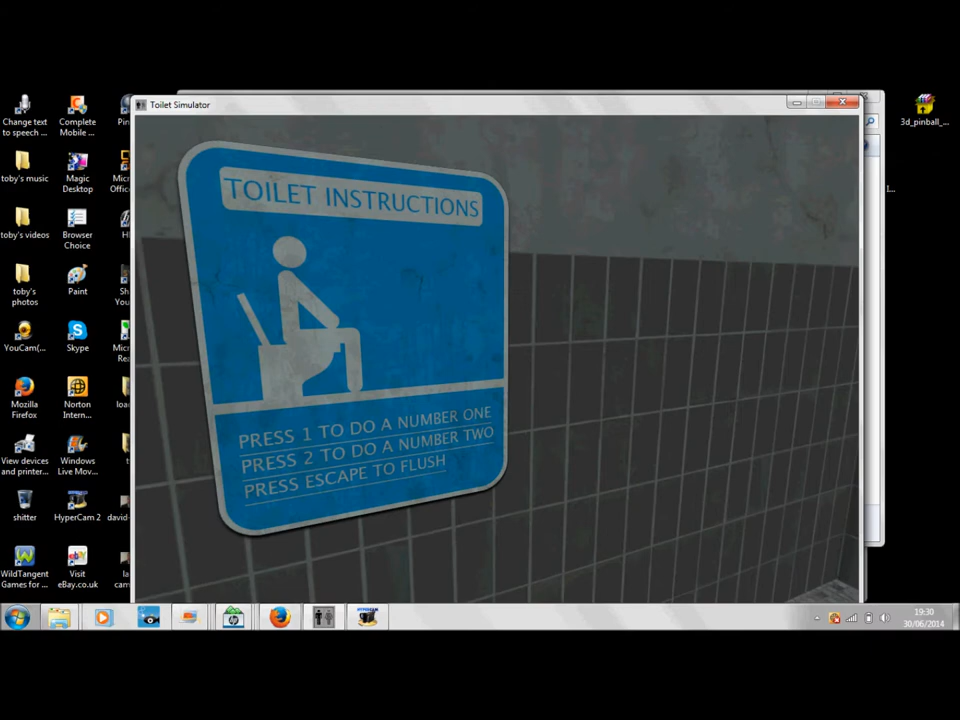 Toilet Simulator
Change text
to speech ...
Complete
Mobile ...
3d_pinball_...
toby's music
Magic
Desktop
toby's videos
Browser
Choice
toby's
photos
Paint
YouCam(...
Skype
Mozilla
Firefox
Norton
Intern...
View devices
and printer...
Windows
Live Mov...
shitter
HyperCam 2
WildTangent
Games for ...
Visit
eBay.co.uk
TOILET INSTRUCTIONS
PRESS 1 TO DO A NUMBER ONE
PRESS 2 TO DO A NUMBER TWO
PRESS ESCAPE TO FLUSH
19:30
30/06/2014